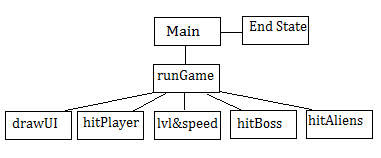 Main
End State
runGame
drawUI
hitPlayer
lvl&speed
hitBoss
hitAliens